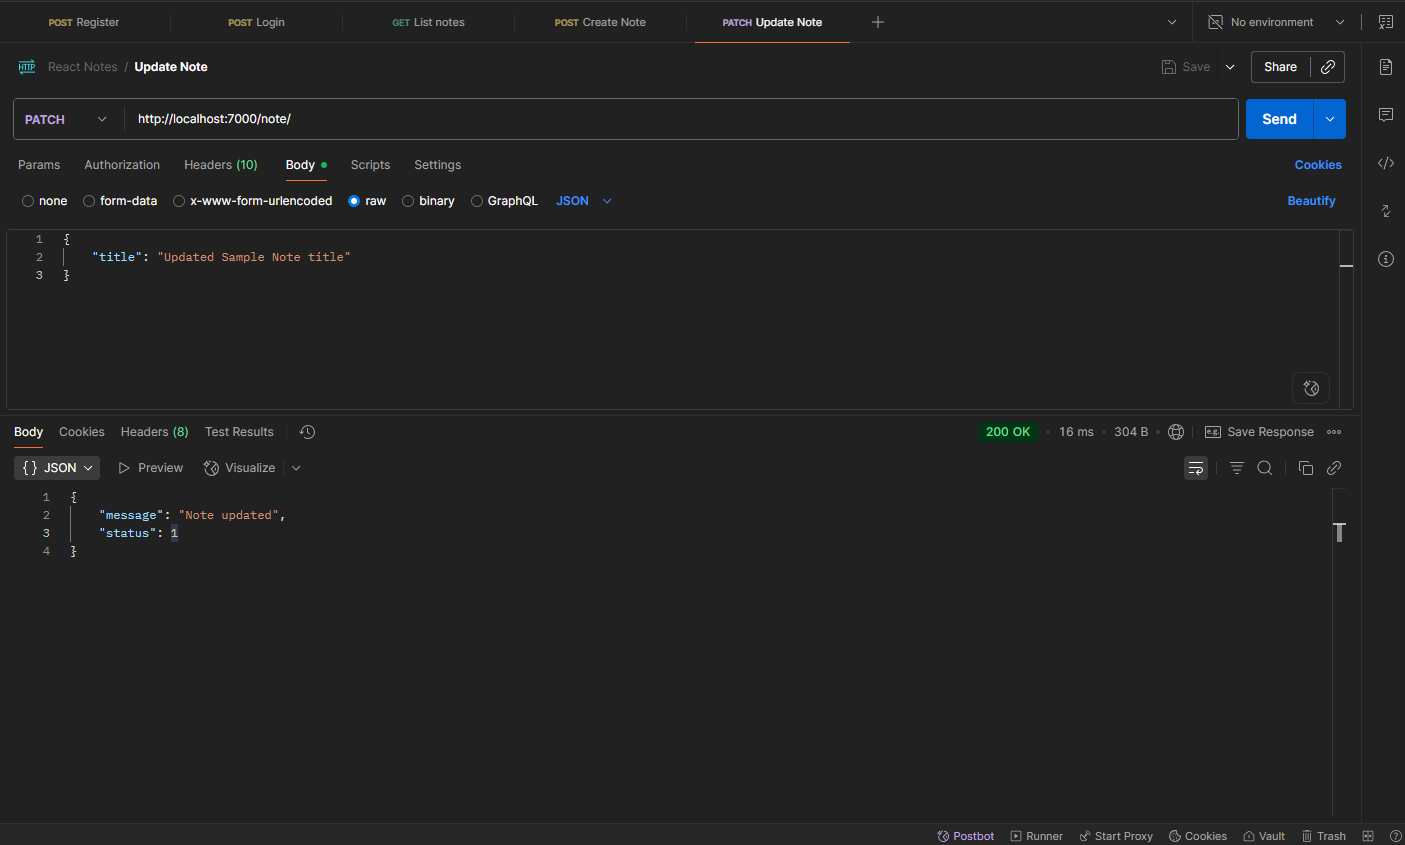 POST Register POST Login GET List notes POST Create Note PATCH Update Note No environment
HTTP React Notes / Update Note Save Share
PATCH http://localhost:7000/note/ Send
Params Authorization Headers (10) Body Scripts Settings Cookies
none form-data x-www-form-urlencoded raw binary GraphQL JSON Beautify
1 {
2 "title": "Updated Sample Note title"
3 }
Body Cookies Headers (8) Test Results 200 OK • 16 ms • 304 B • e.g. Save Response
{} JSON Preview Visualize
1 {
2 "message": "Note updated",
3 "status": 1
4 }
Postbot Runner Start Proxy Cookies Vault Trash